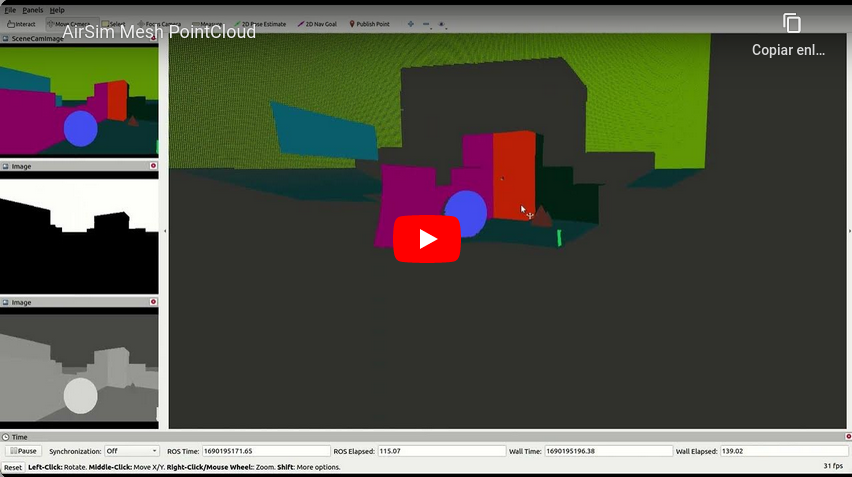 File Panels Help
Interact Move Camera Select Focus Camera Measure 2D Pose Estimate 2D Nav Goal Publish Point
AirSim Mesh PointCloud
Copiar enl...
SceneCamImage
Image
Image
Time
Pause Synchronization: Off ROS Time: 1690195171.65 ROS Elapsed: 115.07 Wall Time: 1690195196.38 Wall Elapsed: 139.02
Reset Left-Click: Rotate. Middle-Click: Move X/Y. Right-Click/Mouse Wheel:: Zoom. Shift: More options. 31 fps